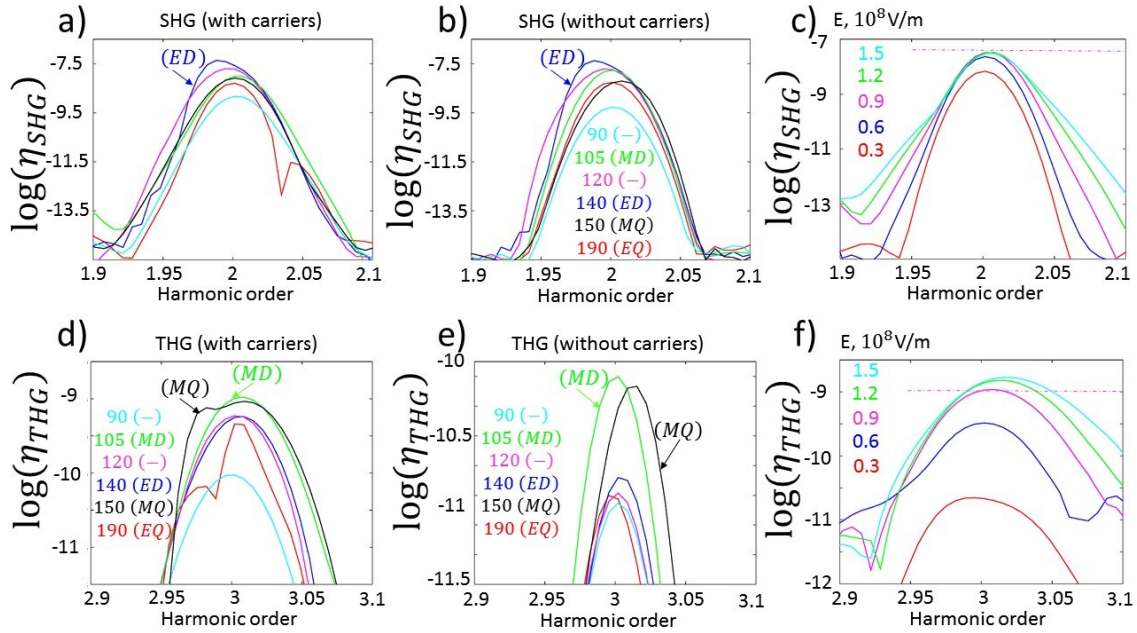 a)
SHG (with carriers)
log(η_SHG)
(ED)
-7.5
-9.5
-11.5
-13.5
1.9 1.95 2 2.05 2.1
Harmonic order
b)
SHG (without carriers)
log(η_SHG)
(ED)
-7.5
-9.5
-11.5
-13.5
90 (−)
105 (MD)
120 (−)
140 (ED)
150 (MQ)
190 (EQ)
1.9 1.95 2 2.05 2.1
Harmonic order
c)
E, 10⁸V/m
log(η_SHG)
-7
-9
-11
-13
1.5
1.2
0.9
0.6
0.3
1.9 1.95 2 2.05 2.1
Harmonic order
d)
THG (with carriers)
log(η_THG)
(MQ)
(MD)
-9
-10
-11
90 (−)
105 (MD)
120 (−)
140 (ED)
150 (MQ)
190 (EQ)
2.9 2.95 3 3.05 3.1
Harmonic order
e)
THG (without carriers)
log(η_THG)
(MD)
(MQ)
-10
-10.5
-11
-11.5
90 (−)
105 (MD)
120 (−)
140 (ED)
150 (MQ)
190 (EQ)
2.9 2.95 3 3.05 3.1
Harmonic order
f)
E, 10⁸V/m
log(η_THG)
1.5
1.2
0.9
0.6
0.3
-9
-10
-11
-12
2.9 2.95 3 3.05 3.1
Harmonic order